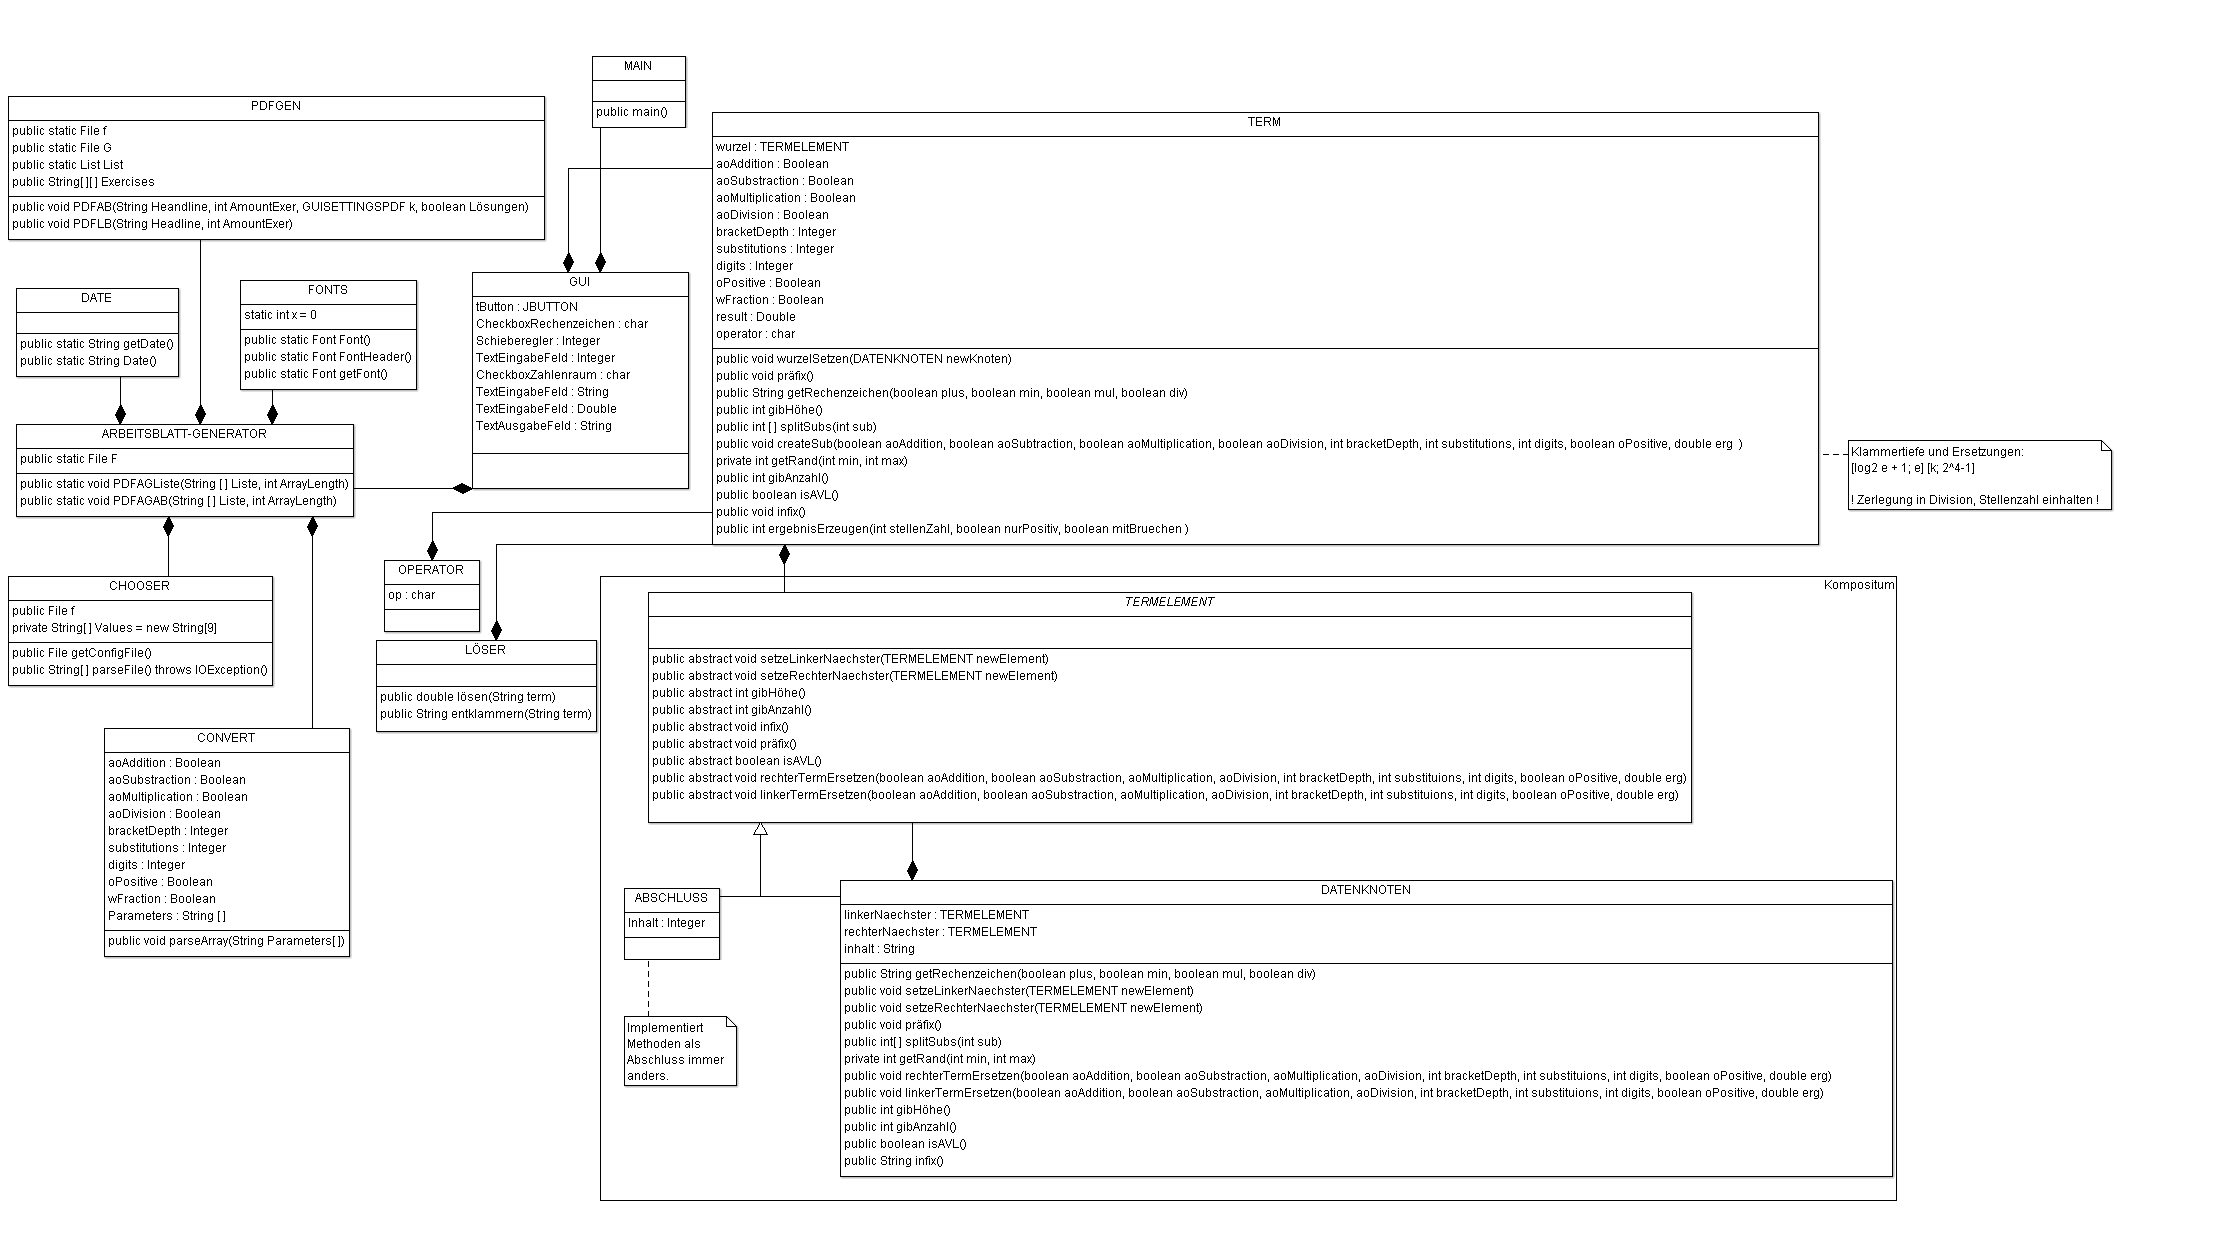 MAIN
public main()
PDFGEN
public static File f
public static File G
public static List List
public String[][] Exercises
public void PDFAB(String Heandline, int AmountExer, GUISETTINGSPDF k, boolean Lösungen)
public void PDFLB(String Headline, int AmountExer)
TERM
wurzel : TERMELEMENT
aoAddition : Boolean
aoSubstraction : Boolean
aoMultiplication : Boolean
aoDivision : Boolean
bracketDepth : Integer
substitutions : Integer
digits : Integer
oPositive : Boolean
wFraction : Boolean
result : Double
operator : char
public void wurzelSetzen(DATENKNOTEN newKnoten)
public void präfix()
public String getRechenzeichen(boolean plus, boolean min, boolean mul, boolean div)
public int gibHöhe()
public int [ ] splitSubs(int sub)
public void createSub(boolean aoAddition, boolean aoSubtraction, boolean aoMultiplication, boolean aoDivision, int bracketDepth, int substitutions, int digits, boolean oPositive, double erg )
private int getRand(int min, int max)
public int gibAnzahl()
public boolean isAVL()
public void infix()
public int ergebnisErzeugen(int stellenZahl, boolean nurPositiv, boolean mitBruechen )
DATE
public static String getDate()
public static String Date()
FONTS
static int x = 0
public static Font Font()
public static Font FontHeader()
public static Font getFont()
GUI
tButton : JBUTTON
CheckboxRechenzeichen : char
Schieberegler : Integer
TextEingabeFeld : Integer
CheckboxZahlenraum : char
TextEingabeFeld : String
TextEingabeFeld : Double
TextAusgabeFeld : String
ARBEITSBLATT-GENERATOR
public static File F
public static void PDFAGListe(String [ ] Liste, int ArrayLength)
public static void PDFAGAB(String [ ] Liste, int ArrayLength)
Klammertiefe und Ersetzungen:
[log2 e + 1; e] [k; 2^4-1]
! Zerlegung in Division, Stellenzahl einhalten !
OPERATOR
op : char
CHOOSER
public File f
private String[ ] Values = new String[9]
public File getConfigFile()
public String[ ] parseFile() throws IOException()
LÖSER
public double lösen(String term)
public String entklammern(String term)
Kompositum
TERMELEMENT
public abstract void setzeLinkerNaechster(TERMELEMENT newElement)
public abstract void setzeRechterNaechster(TERMELEMENT newElement)
public abstract int gibHöhe()
public abstract int gibAnzahl()
public abstract void infix()
public abstract void präfix()
public abstract boolean isAVL()
public abstract void rechterTermErsetzen(boolean aoAddition, boolean aoSubstraction, aoMultiplication, aoDivision, int bracketDepth, int substituions, int digits, boolean oPositive, double erg)
public abstract void linkerTermErsetzen(boolean aoAddition, boolean aoSubstraction, aoMultiplication, aoDivision, int bracketDepth, int substituions, int digits, boolean oPositive, double erg)
CONVERT
aoAddition : Boolean
aoSubstraction : Boolean
aoMultiplication : Boolean
aoDivision : Boolean
bracketDepth : Integer
substitutions : Integer
digits : Integer
oPositive : Boolean
wFraction : Boolean
Parameters : String [ ]
public void parseArray(String Parameters[ ])
ABSCHLUSS
Inhalt : Integer
Implementiert
Methoden als
Abschluss immer
anders.
DATENKNOTEN
linkerNaechster : TERMELEMENT
rechterNaechster : TERMELEMENT
inhalt : String
public String getRechenzeichen(boolean plus, boolean min, boolean mul, boolean div)
public void setzeLinkerNaechster(TERMELEMENT newElement)
public void setzeRechterNaechster(TERMELEMENT newElement)
public void präfix()
public int[ ] splitSubs(int sub)
private int getRand(int min, int max)
public void rechterTermErsetzen(boolean aoAddition, boolean aoSubstraction, aoMultiplication, aoDivision, int bracketDepth, int substituions, int digits, boolean oPositive, double erg)
public void linkerTermErsetzen(boolean aoAddition, boolean aoSubstraction, aoMultiplication, aoDivision, int bracketDepth, int substituions, int digits, boolean oPositive, double erg)
public int gibHöhe()
public int gibAnzahl()
public boolean isAVL()
public String infix()